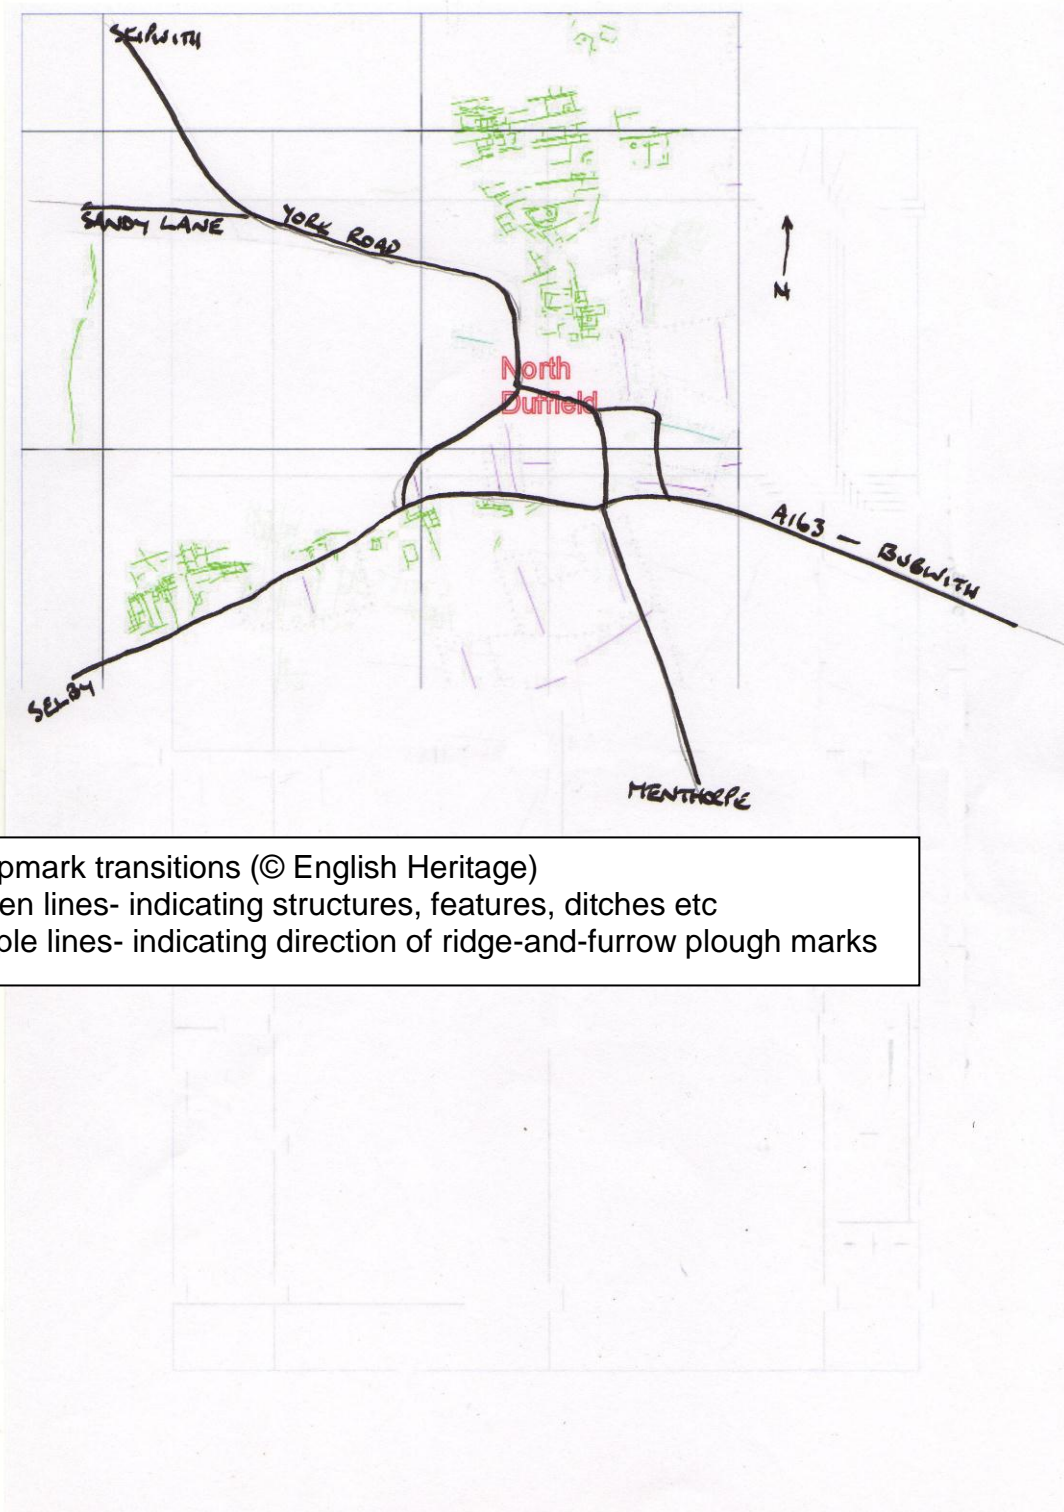 SKIPWITH
SANDY LANE
YORK ROAD
N
North
Duffield
A163 - BUBWITH
SELBY
MENTHORPE
pmark transitions (© English Heritage)
en lines- indicating structures, features, ditches etc
ple lines- indicating direction of ridge-and-furrow plough marks